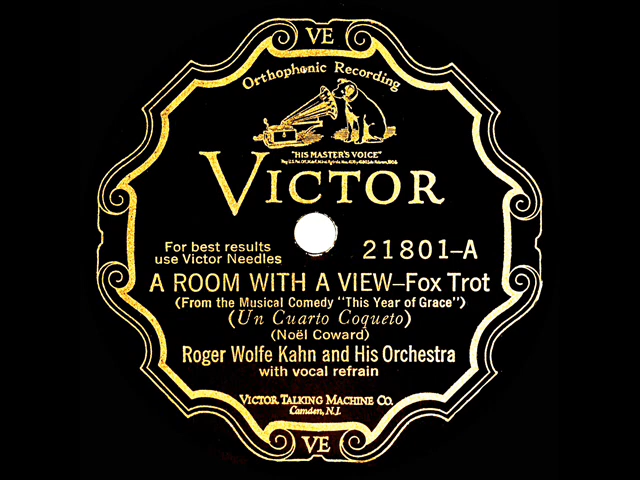 VE
Orthophonic Recording
"HIS MASTER'S VOICE"
VICTOR
For best results
use Victor Needles
21801-A
A ROOM WITH A VIEW—Fox Trot
(From the Musical Comedy "This Year of Grace")
(Un Cuarto Coqueto)
(Noël Coward)
Roger Wolfe Kahn and His Orchestra
with vocal refrain
VICTOR TALKING MACHINE CO.
Camden, N.J.
VE